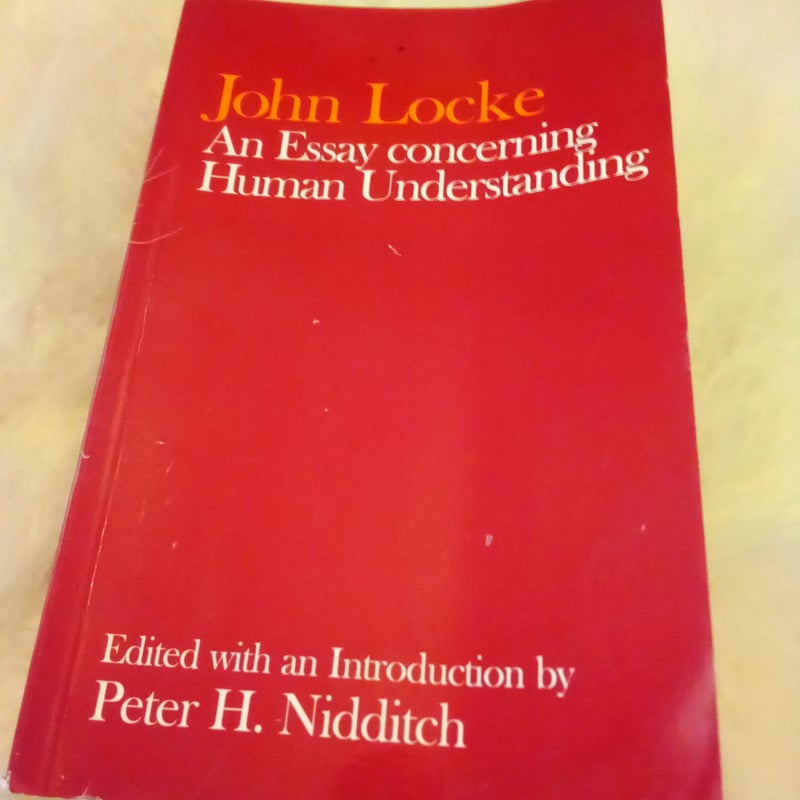 John Locke
An Essay concerning
Human Understanding
Edited with an Introduction by
Peter H. Nidditch